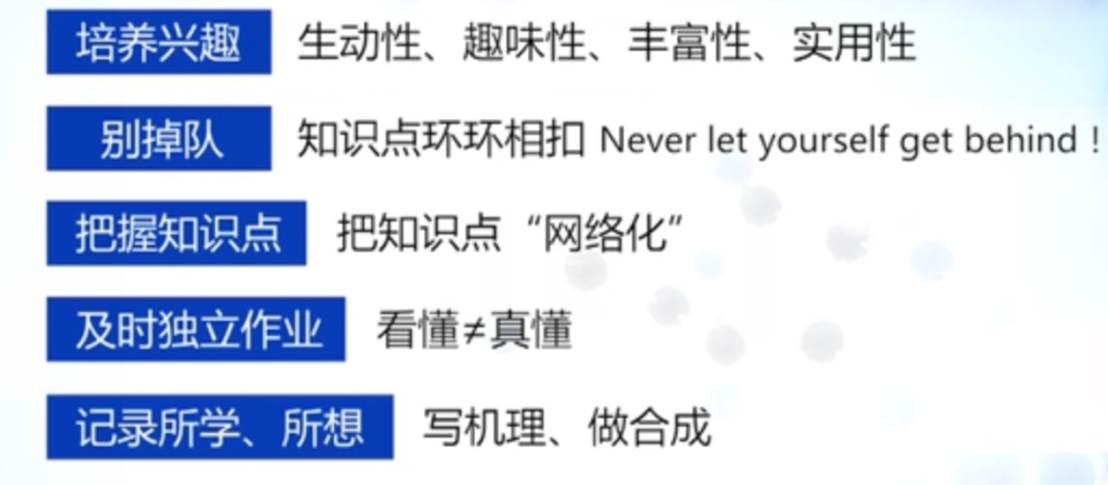 培养兴趣 生动性、趣味性、丰富性、实用性
别掉队 知识点环环相扣 Never let yourself get behind！
把握知识点 把知识点“网络化”
及时独立作业 看懂≠真懂
记录所学、所想 写机理、做合成